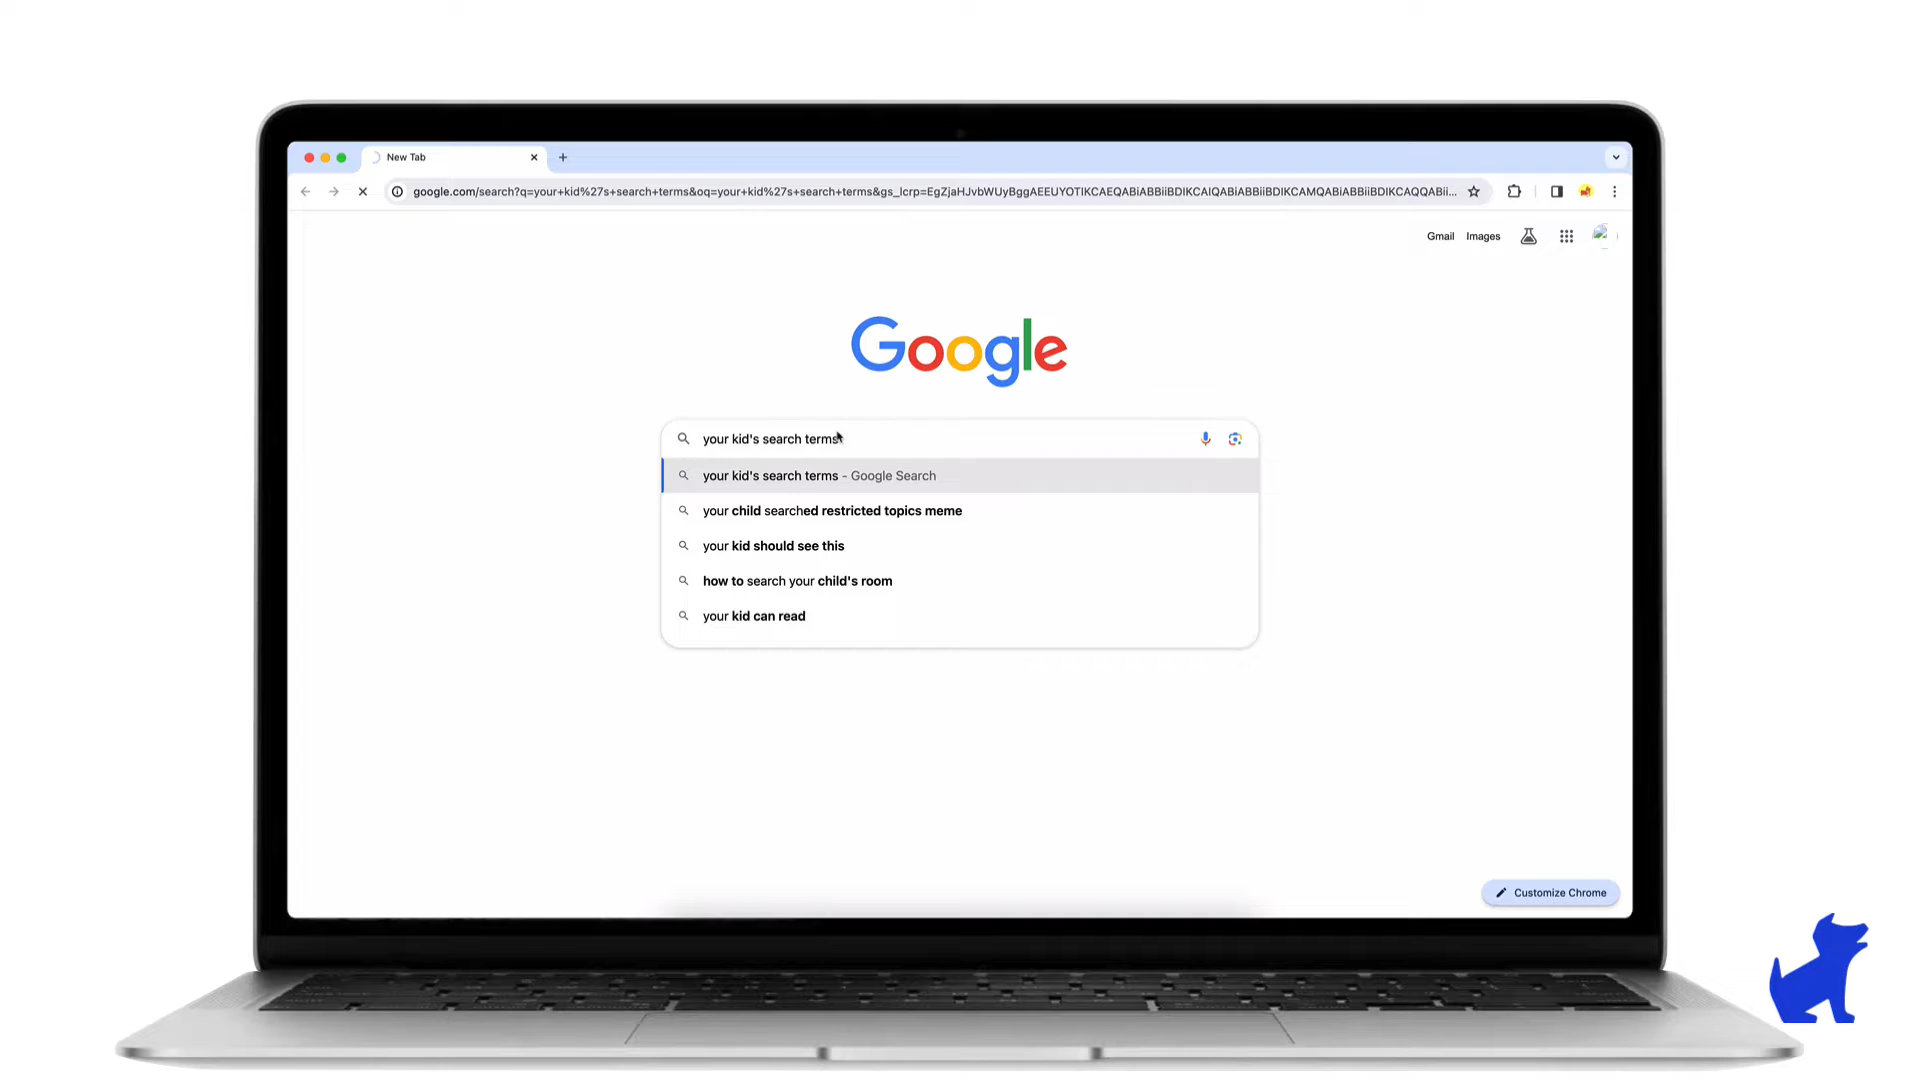 New Tab
google.com/search?q=your+kid%27s+search+terms&oq=your+kid%27s+search+terms&gs_lcrp=EgZjaHJvbWUyBggAEEUYOTIKCAEQABiABBiiBDIKCAIQABiABBiiBDIKCAMQABiABBiiBDIKCAQQABii...
Gmail Images
Google
your kid's search terms
your kid's search terms - Google Search
your child searched restricted topics meme
your kid should see this
how to search your child's room
your kid can read
Customize Chrome